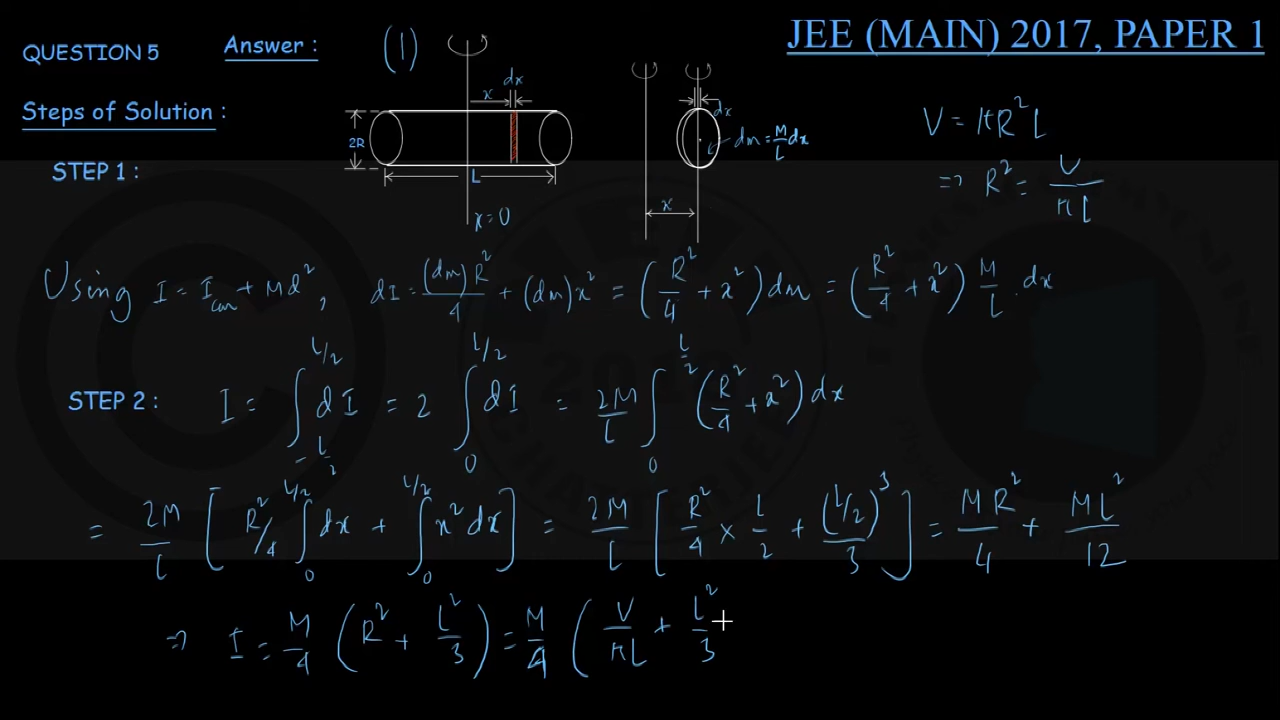 JEE (MAIN) 2017, PAPER 1
QUESTION 5 Answer : (1)
Steps of Solution :
STEP 1 :
x dx
2R
L
x=0
dx
dm = M/L dx
x
V = πR²L
⇒ R² = V/πL
Using I = I_cm + Md², dI = (dm)R²/4 + (dm)x² = (R²/4 + x²) dm = (R²/4 + x²) M/L . dx
STEP 2 : I = ∫_{-L/2}^{L/2} dI = 2 ∫_0^{L/2} dI = 2M/L ∫_0^{L/2} (R²/4 + x²) dx
= 2M/L [ R²/4 ∫_0^{L/2} dx + ∫_0^{L/2} x² dx ] = 2M/L [ R²/4 × L/2 + (L/2)³/3 ] = MR²/4 + ML²/12
⇒ I = M/4 ( R² + L²/3 ) = M/4 ( V/πL + L²/3